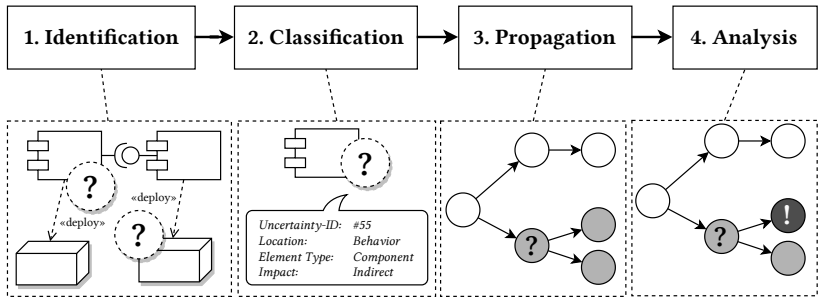 1. Identification
2. Classification
3. Propagation
4. Analysis
?
«deploy»
«deploy»
?
?
Uncertainty-ID: #55
Location: Behavior
Element Type: Component
Impact: Indirect
?
!
?